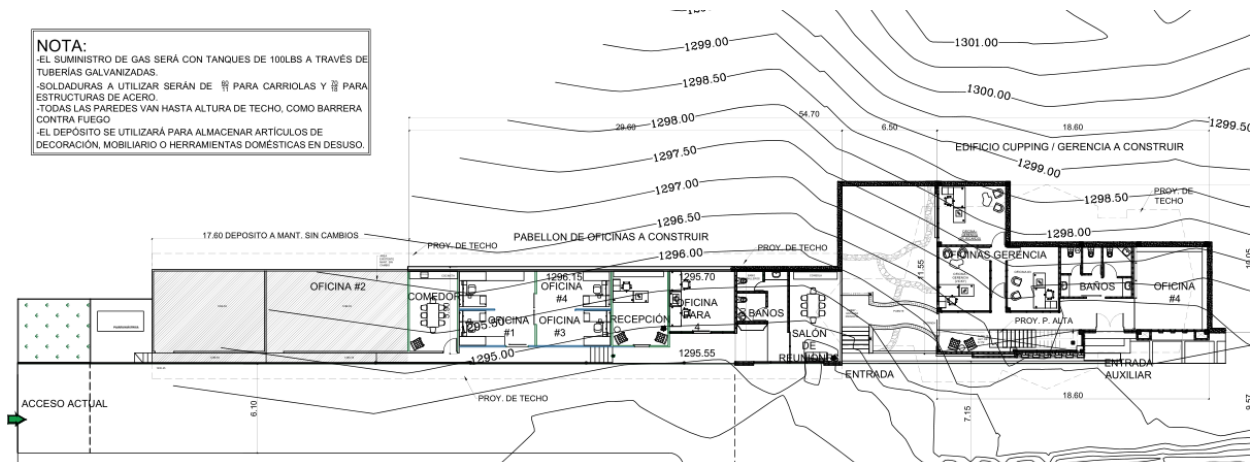 NOTA:
-EL SUMINISTRO DE GAS SERÁ CON TANQUES DE 100LBS A TRAVÉS DE
TUBERÍAS GALVANIZADAS.
-SOLDADURAS A UTILIZAR SERÁN DE PARA CARRIOLAS Y PARA
ESTRUCTURAS DE ACERO.
-TODAS LAS PAREDES VAN HASTA ALTURA DE TECHO, COMO BARRERA
CONTRA FUEGO
-EL DEPÓSITO SE UTILIZARÁ PARA ALMACENAR ARTÍCULOS DE
DECORACIÓN, MOBILIARIO O HERRAMIENTAS DOMÉSTICAS EN DESUSO.
1299.00
1301.00
1298.50
1300.00
54.70
29.60
1298.00
6.50
18.60
1299.50
EDIFICIO CUPPING / GERENCIA A CONSTRUIR
1297.50
1299.00
1297.00
1298.50
PROY. DE
TECHO
1296.50
1298.00
17.60 DEPOSITO A MANT. SIN CAMBIOS
PROY. DE TECHO
PABELLON DE OFICINAS A CONSTRUIR
PROY. DE TECHO
1296.00
OFICINAS GERENCIA
11.55
1296.15
1295.70
OFICINA #2
COMEDOR
OFICINA
#4
OFICINA
PARA
4
BAÑOS
OFICINA
#4
OFICINA
#1
OFICINA
#3
RECEPCIÓN
BAÑOS
SALÓN
DE
REUNIONES
PROY. P. ALTA
1295.50
1295.00
1295.55
ENTRADA
ENTRADA
AUXILIAR
PROY. DE TECHO
18.60
ACCESO ACTUAL
6.10
7.15
9.57